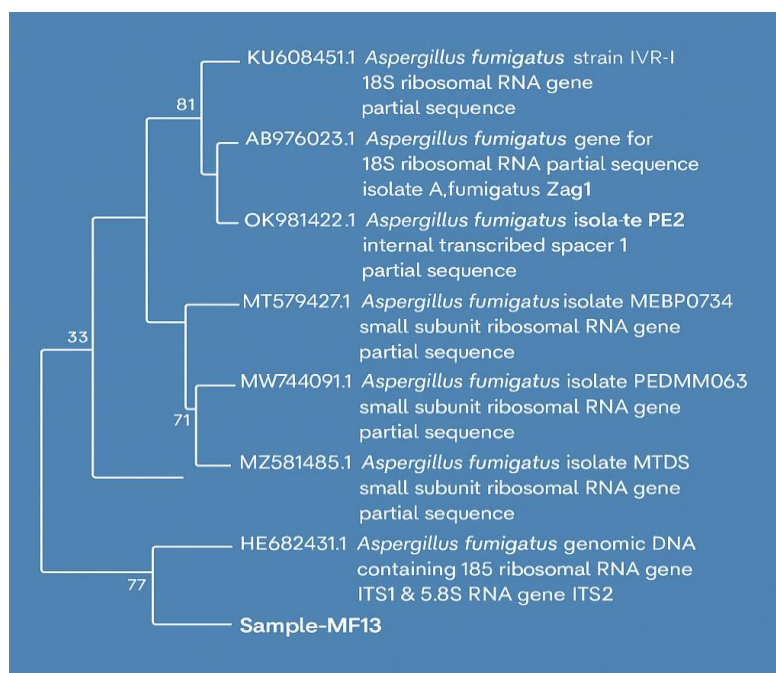 KU608451.1 Aspergillus fumigatus strain IVR-I
18S ribosomal RNA gene
partial sequence
81
AB976023.1 Aspergillus fumigatus gene for
18S ribosomal RNA partial sequence
isolate A,fumigatus Zag1
OK981422.1 Aspergillus fumigatus isola-te PE2
internal transcribed spacer 1
partial sequence
MT579427.1 Aspergillus fumigatus isolate MEBP0734
small subunit ribosomal RNA gene
33
partial sequence
MW744091.1 Aspergillus fumigatus isolate PEDMM063
small subunit ribosomal RNA gene
71
partial sequence
MZ581485.1 Aspergillus fumigatus isolate MTDS
small subunit ribosomal RNA gene
partial sequence
HE682431.1 Aspergillus fumigatus genomic DNA
containing 185 ribosomal RNA gene
77
ITS1 & 5.8S RNA gene ITS2
Sample-MF13